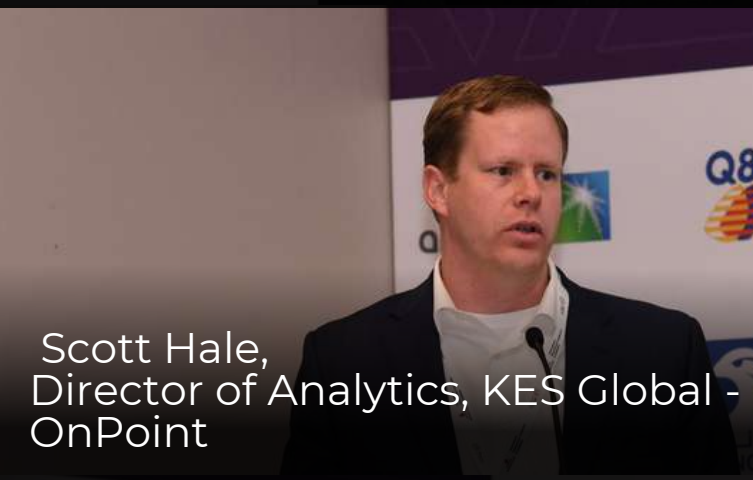 Scott Hale,
Director of Analytics, KES Global -
OnPoint
Q8